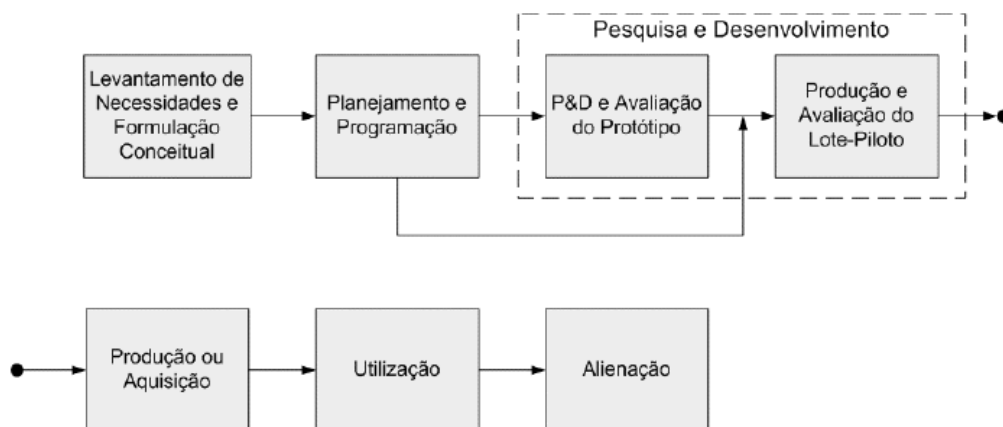 Pesquisa e Desenvolvimento
Levantamento de
Necessidades e
Formulação
Conceitual
Planejamento e
Programação
P&D e Avaliação
do Protótipo
Produção e
Avaliação do
Lote-Piloto
Produção ou
Aquisição
Utilização
Alienação